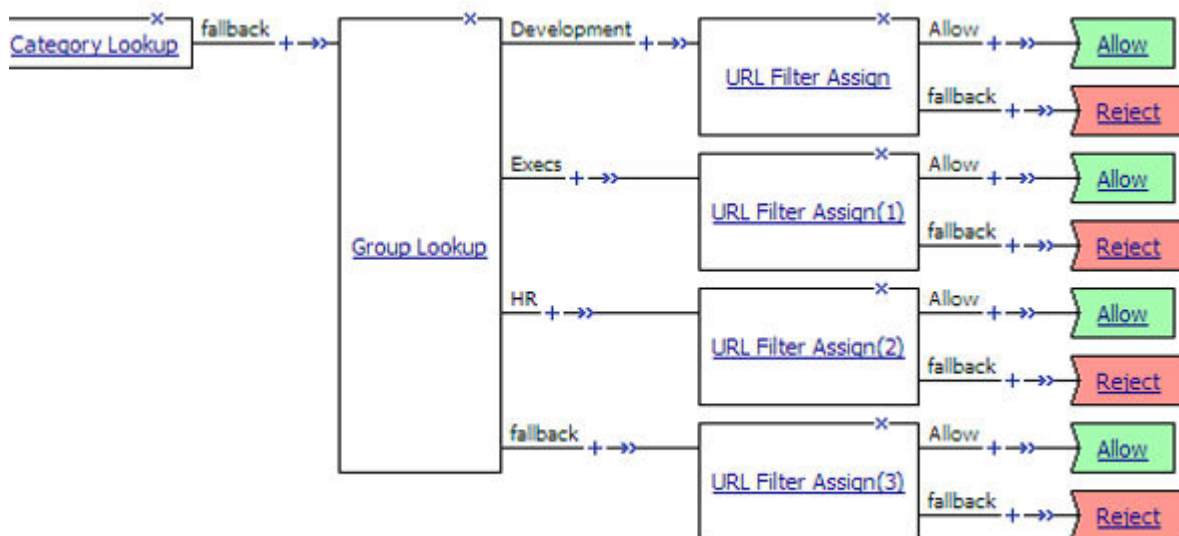 Category Lookup
fallback
Group Lookup
Development
URL Filter Assign
Allow
Allow
fallback
Reject
Execs
URL Filter Assign(1)
Allow
Allow
fallback
Reject
HR
URL Filter Assign(2)
Allow
Allow
fallback
Reject
fallback
URL Filter Assign(3)
Allow
Allow
fallback
Reject